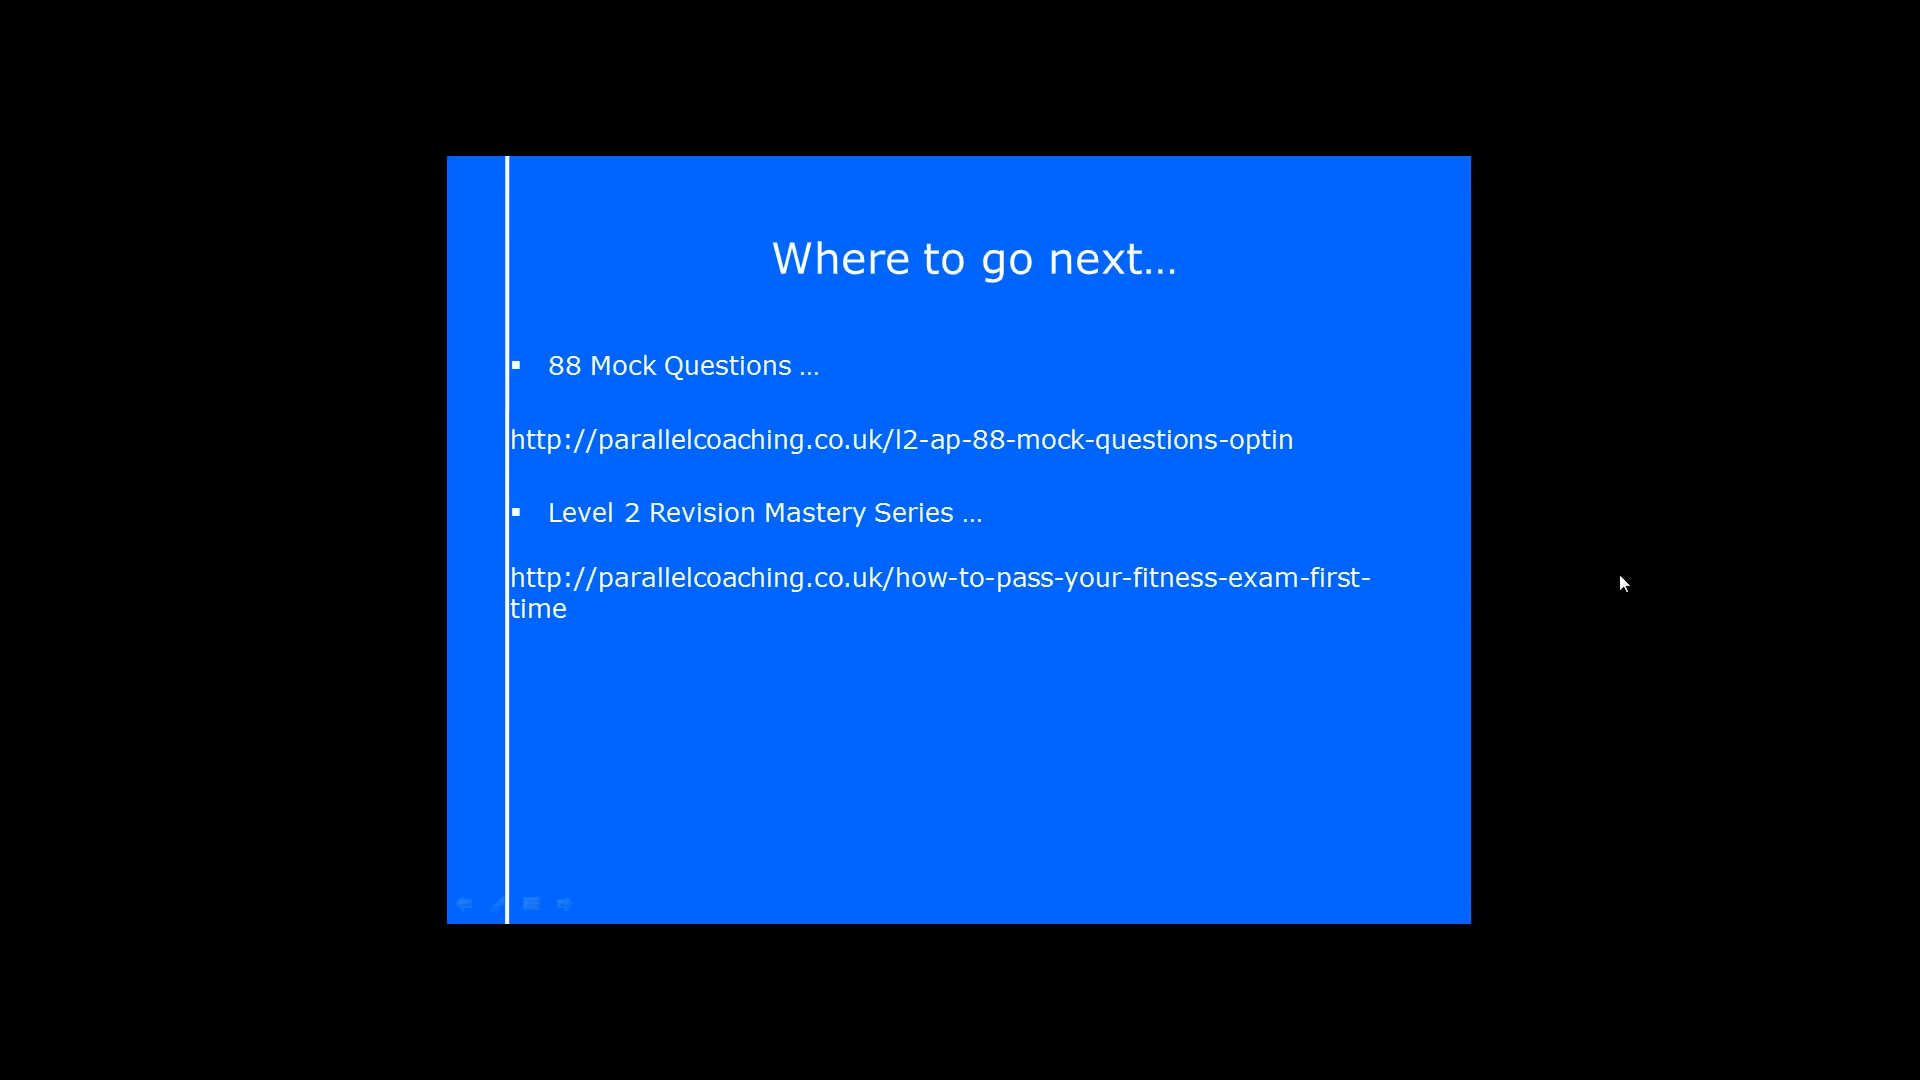 Where to go next...
▪ 88 Mock Questions ...
http://parallelcoaching.co.uk/l2-ap-88-mock-questions-optin
▪ Level 2 Revision Mastery Series ...
http://parallelcoaching.co.uk/how-to-pass-your-fitness-exam-first-
time